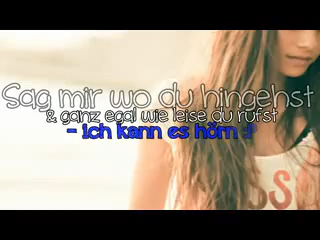 Sag mir wo du hingehst
& ganz egal wie leise du rufst
- Ich kann es hörn :)